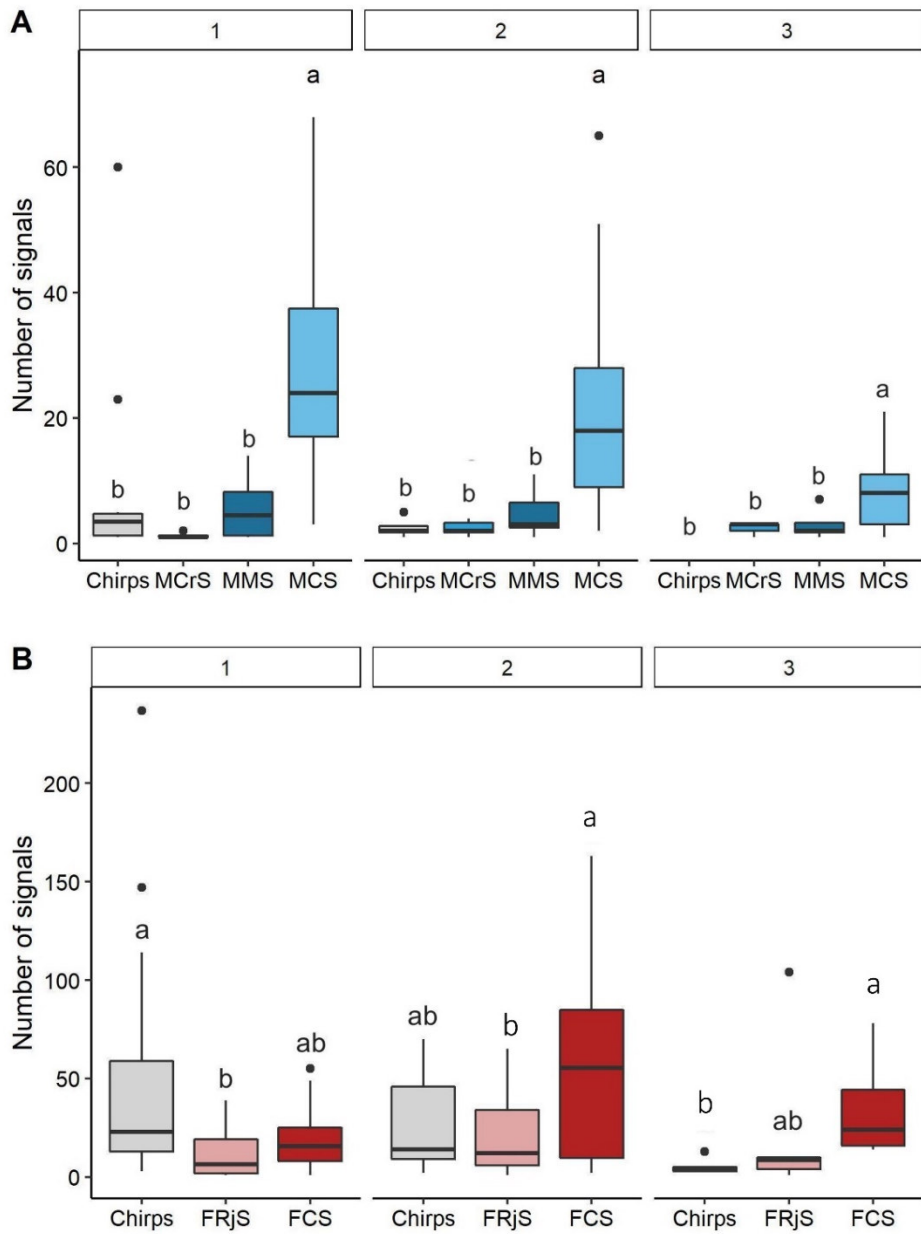 A
1 2 3
a a
60
Number of signals
40
a
20
b b b
b b b b b b b
b
0
Chirps MCrS MMS MCS Chirps MCrS MMS MCS Chirps MCrS MMS MCS
B
1 2 3
200
a
Number of signals
150
a
100
a
ab b
ab
b
b ab
50
0
Chirps FRjS FCS Chirps FRjS FCS Chirps FRjS FCS